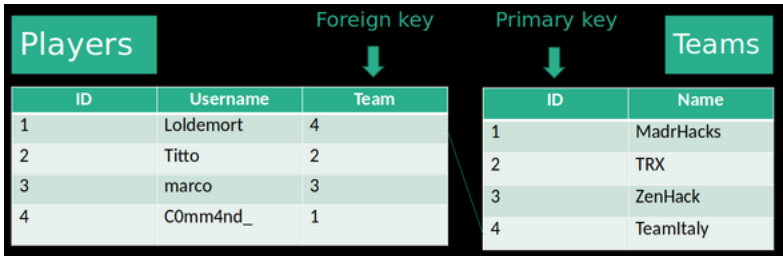 Foreign key
Primary key
Players
Teams
ID Username Team
1 Loldemort 4
2 Titto 2
3 marco 3
4 C0mm4nd_ 1
ID Name
1 MadrHacks
2 TRX
3 ZenHack
4 TeamItaly